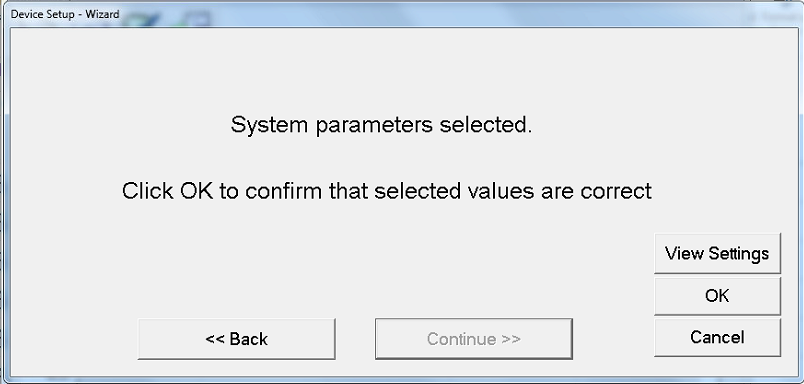 Device Setup - Wizard
System parameters selected.
Click OK to confirm that selected values are correct
View Settings
OK
<< Back
Continue >>
Cancel